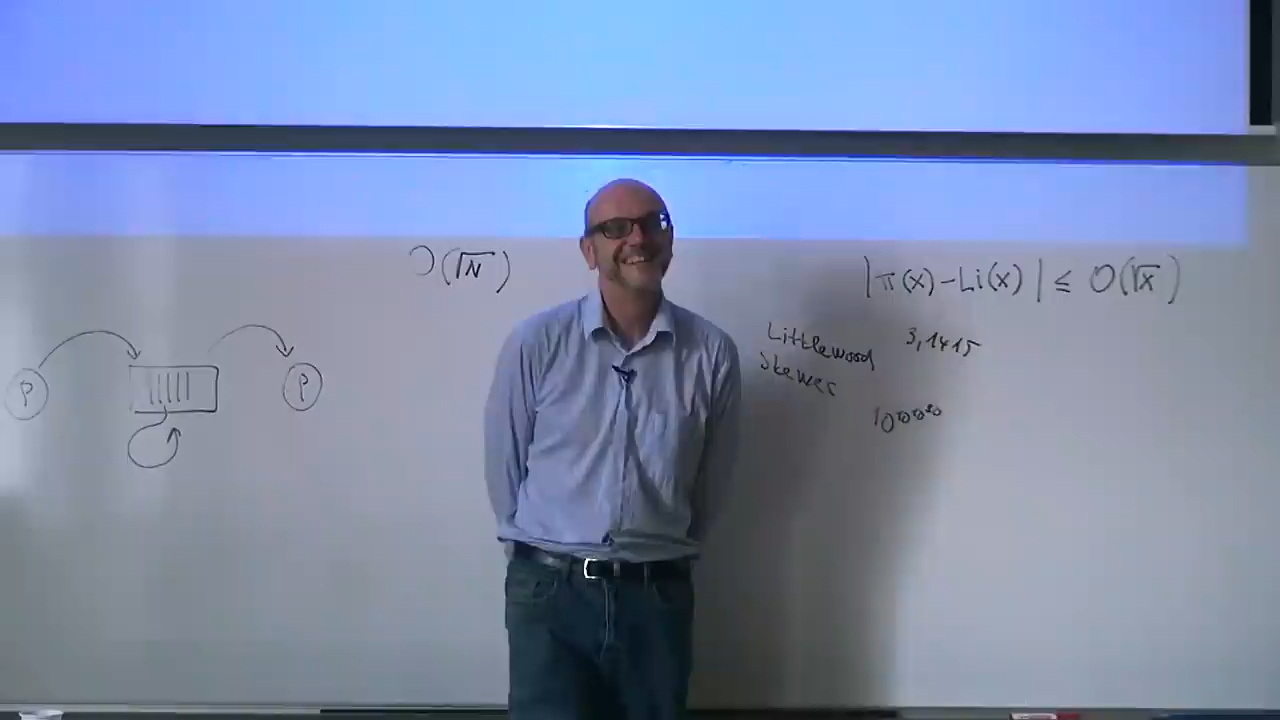 O(√N)
|π(x)-Li(x)| ≤ O(√x)
Littlewood 3,1415
Skewes
P P
10000